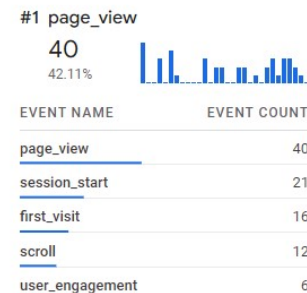 #1 page_view
40
42.11%
EVENT NAME EVENT COUNT
page_view 40
session_start 21
first_visit 16
scroll 12
user_engagement 6